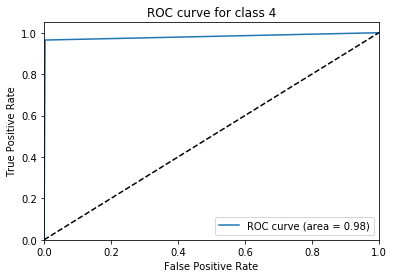 ROC curve for class 4
True Positive Rate
1.0
0.8
0.6
0.4
0.2
0.0
ROC curve (area = 0.98)
0.0 0.2 0.4 0.6 0.8 1.0
False Positive Rate